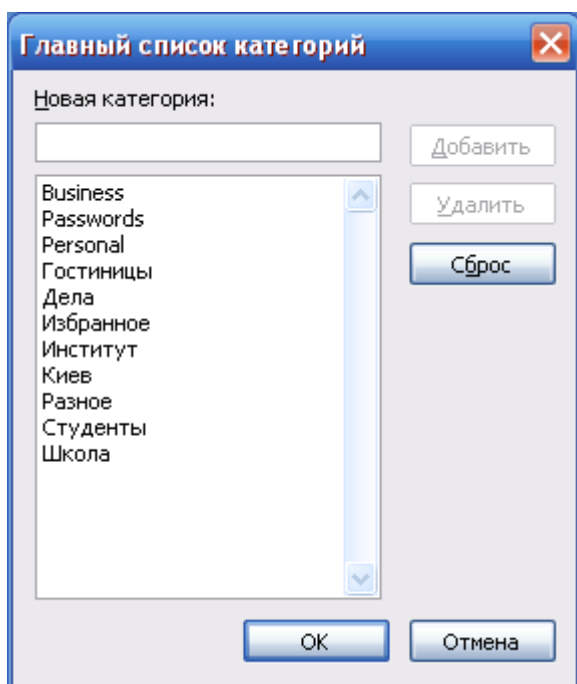 Главный список категорий
Новая категория:
Добавить
Business
Passwords
Personal
Гостиницы
Дела
Избранное
Институт
Киев
Разное
Студенты
Школа
Удалить
Сброс
ОК
Отмена